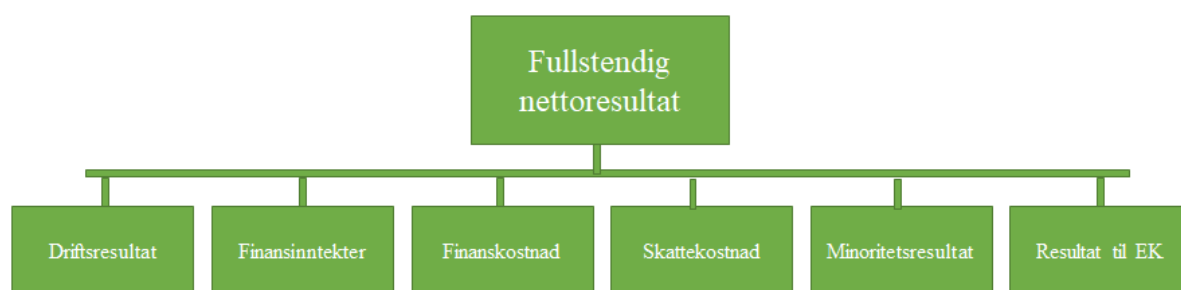 Fullstendig
nettoresultat
Driftsresultat
Finansinntekter
Finanskostnad
Skattekostnad
Minoritetsresultat
Resultat til EK